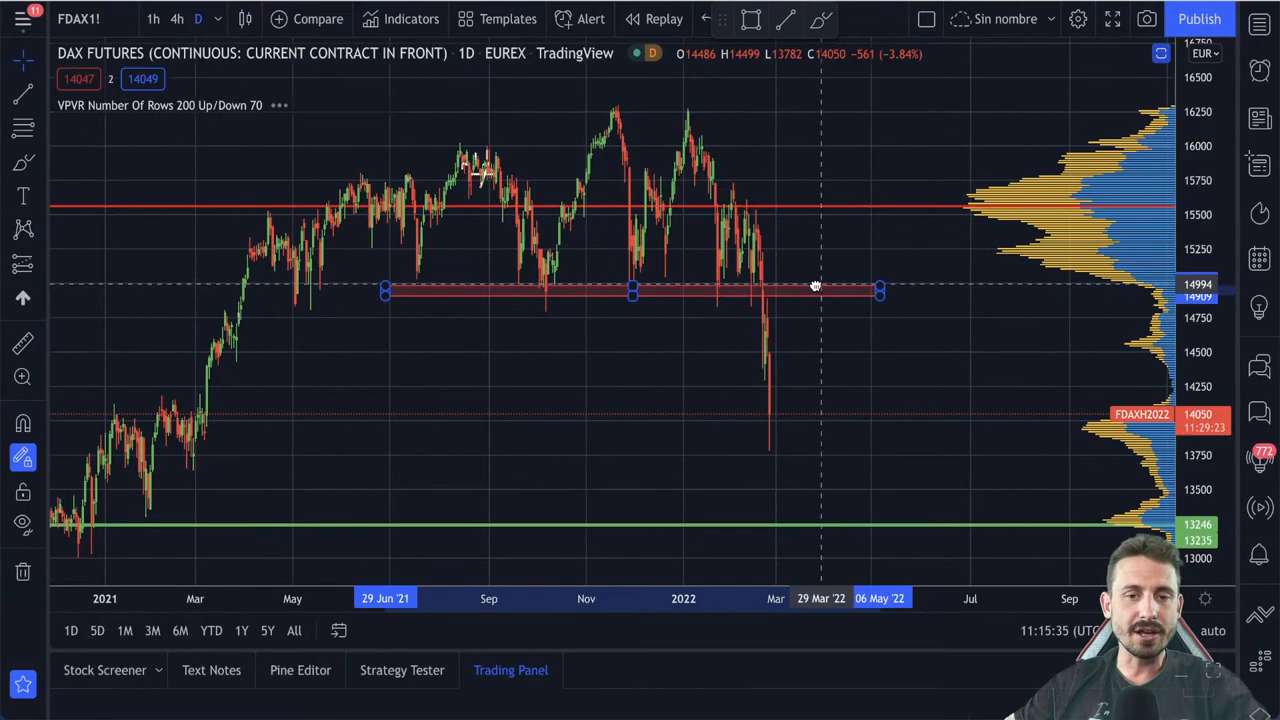 11
FDAX1!
1h 4h D
Compare
Indicators
Templates
Alert
Replay
Sin nombre
Publish
DAX FUTURES (CONTINUOUS: CURRENT CONTRACT IN FRONT) · 1D · EUREX · TradingView
D
O14486 H14499 L13782 C14050 −561 (−3.84%)
EUR
14047 2 14049
VPVR Number Of Rows 200 Up/Down 70
16750
16500
16250
16000
15750
15500
15250
14994
14909
14750
14500
14250
FDAXH2022 14050
11:29:23
13750
13500
13246
13235
13000
772
2021 Mar May 29 Jun '21 Sep Nov 2022 Mar 29 Mar '22 06 May '22 Jul Sep
1D 5D 1M 3M 6M YTD 1Y 5Y All
11:15:35 (UTC
auto
Stock Screener
Text Notes
Pine Editor
Strategy Tester
Trading Panel